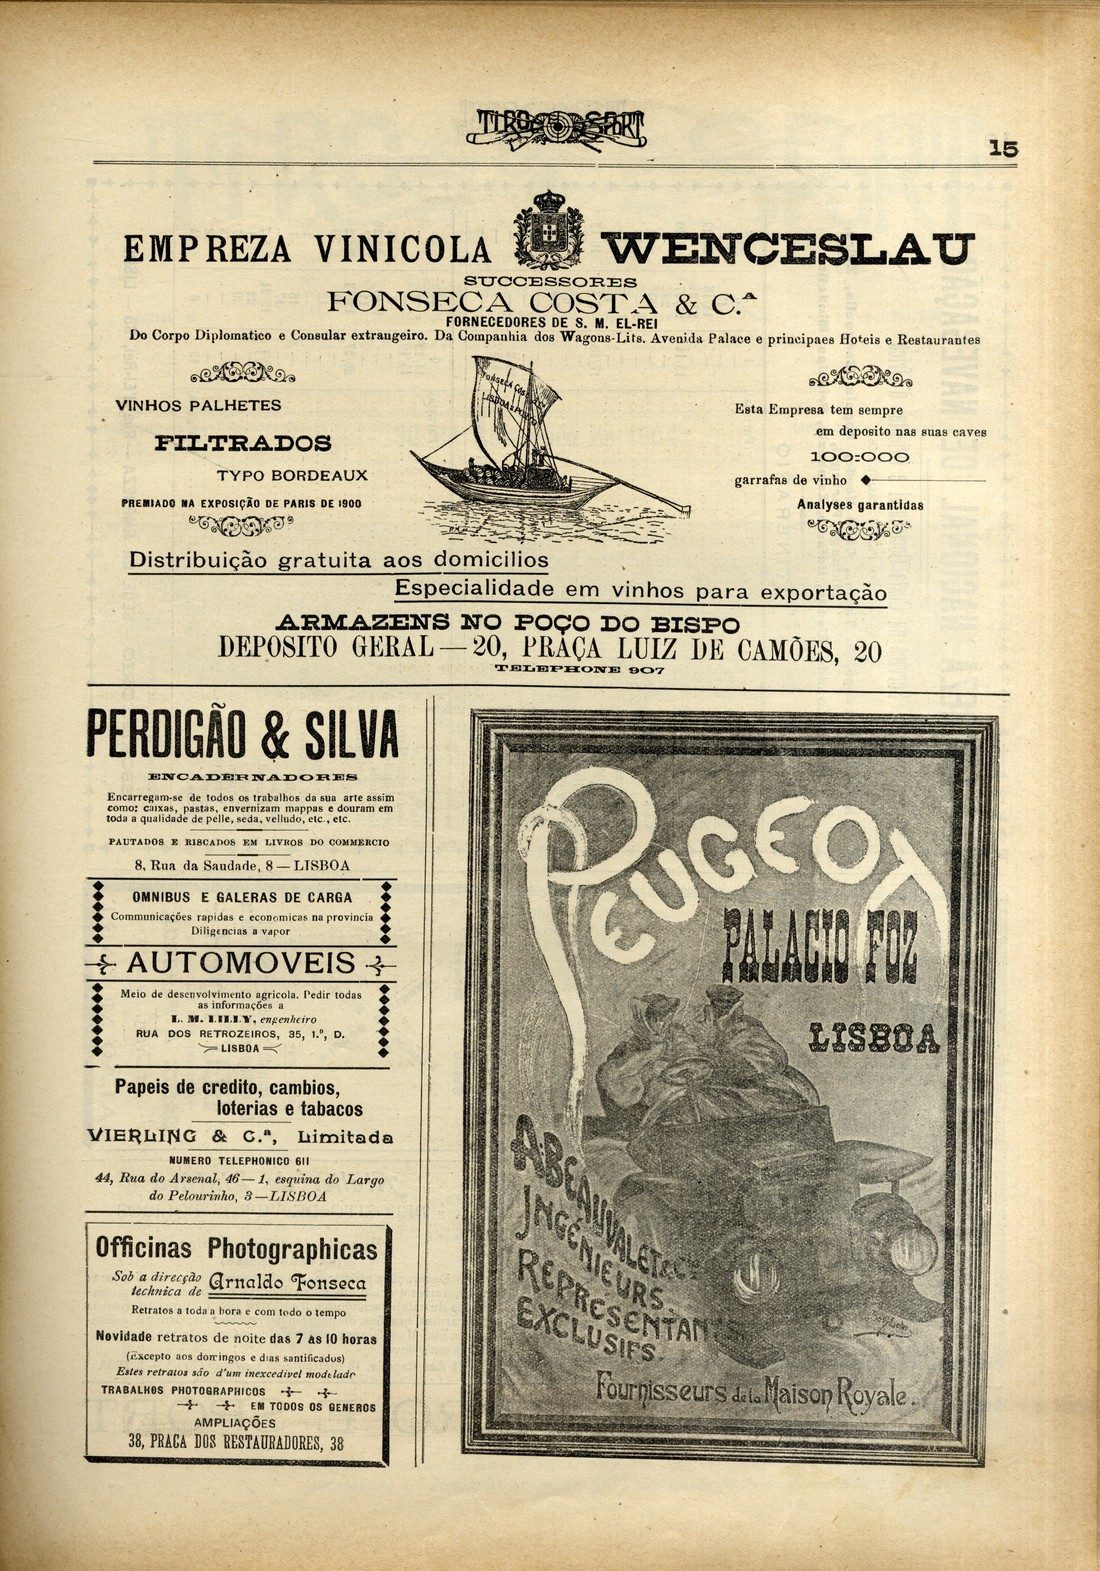 TIRO SPORT
15
EMPREZA VINICOLA WENCESLAU
SUCCESSORES
FONSECA COSTA & C.ª
FORNECEDORES DE S. M. EL-REI
Do Corpo Diplomatico e Consular extrangeiro. Da Companhia dos Wagons-Lits. Avenida Palace e principaes Hoteis e Restaurantes
VINHOS PALHETES
FILTRADOS
TYPO BORDEAUX
PREMIADO NA EXPOSIÇÃO DE PARIS DE 1900
FONSECA COSTA
LISBOA
Esta Empresa tem sempre
em deposito nas suas caves
100:000
garrafas de vinho
Analyses garantidas
Distribuição gratuita aos domicilios
Especialidade em vinhos para exportação
ARMAZENS NO POÇO DO BISPO
DEPOSITO GERAL — 20, PRAÇA LUIZ DE CAMÕES, 20
TELEPHONE 907
PERDIGÃO & SILVA
ENCADERNADORES
Encarregam-se de todos os trabalhos da sua arte assim
como: caixas, pastas, envernizam mappas e douram em
toda a qualidade de pelle, seda, velludo, etc., etc.
PAUTADOS E RISCADOS EM LIVROS DO COMMERCIO
8, Rua da Saudade, 8 — LISBOA
OMNIBUS E GALERAS DE CARGA
Communicações rapidas e economicas na provincia
Diligencias a vapor
AUTOMOVEIS
Meio de desenvolvimento agricola. Pedir todas
as informações a
L. M. LILLY, engenheiro
RUA DOS RETROZEIROS, 35, 1.º, D.
LISBOA
Papeis de credito, cambios,
loterias e tabacos
VIERLING & C.ª, Limitada
NUMERO TELEPHONICO 611
44, Rua do Arsenal, 46 — 1, esquina do Largo
do Pelourinho, 3 — LISBOA
Officinas Photographicas
Sob a direcção
technica de Arnaldo Fonseca
Retratos a toda a hora e com todo o tempo
Novidade retratos de noite das 7 às 10 horas
(Excepto aos domingos e dias santificados)
Estes retratos são d'um inexcedivel modelado
TRABALHOS PHOTOGRAPHICOS
EM TODOS OS GENEROS
AMPLIAÇÕES
38, PRAÇA DOS RESTAURADORES, 38
PEUGEOT
PALACIO FOZ
LISBOA
A. BEAUVALET & Cie
INGÉNIEURS.
REPRESENTANTS
EXCLUSIFS.
Fournisseurs de la Maison Royale.